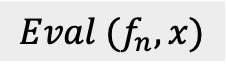 Eval (fₙ, x)